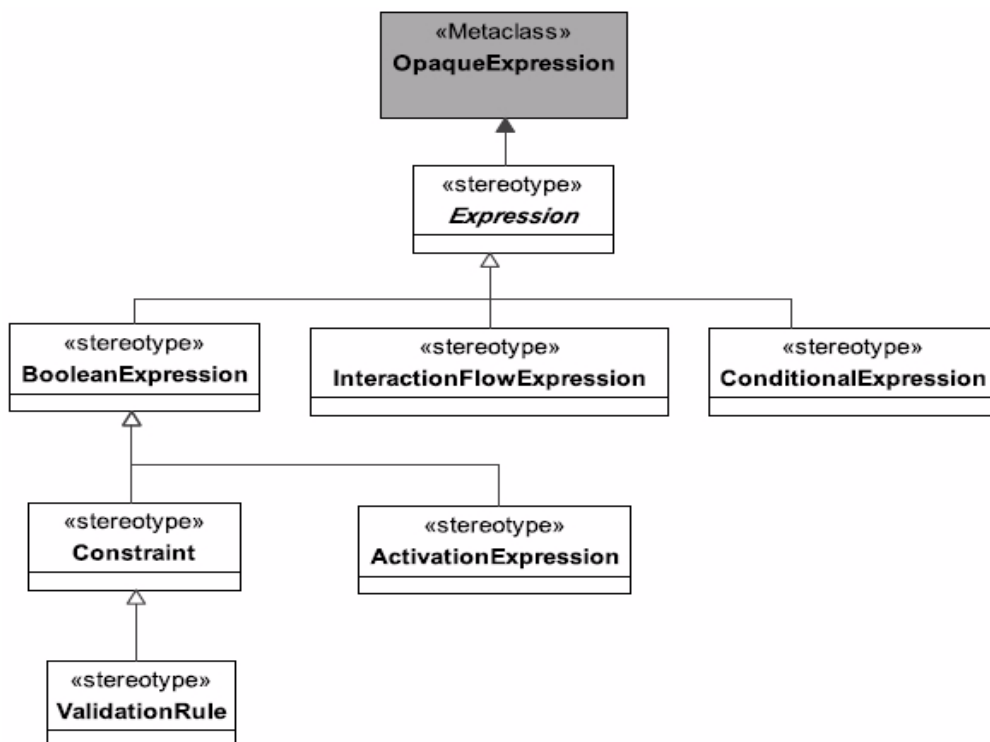 «Metaclass»
OpaqueExpression
«stereotype»
Expression
«stereotype»
BooleanExpression
«stereotype»
InteractionFlowExpression
«stereotype»
ConditionalExpression
«stereotype»
Constraint
«stereotype»
ActivationExpression
«stereotype»
ValidationRule